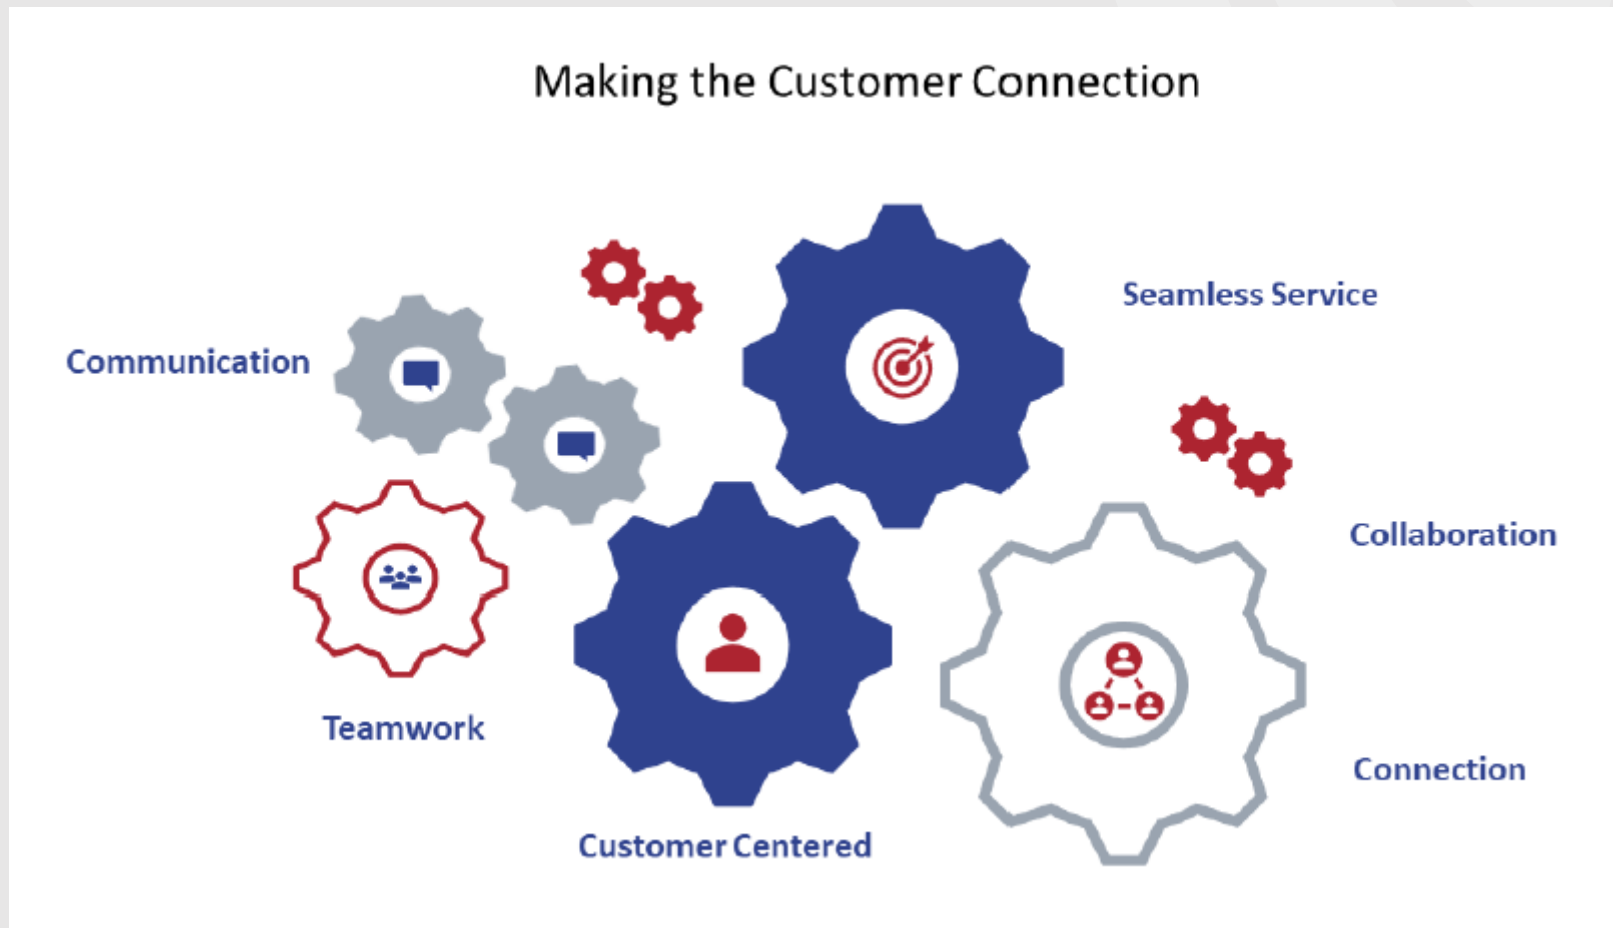 Making the Customer Connection
Seamless Service
Communication
Collaboration
Teamwork
Connection
Customer Centered